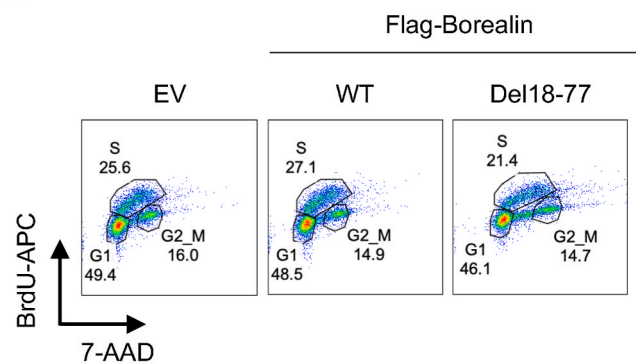 Flag-Borealin
EV
WT
Del18-77
S
25.6
G1
49.4
G2_M
16.0
S
27.1
G1
48.5
G2_M
14.9
S
21.4
G1
46.1
G2_M
14.7
BrdU-APC
7-AAD